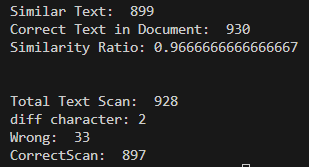 Similar Text:  899
Correct Text in Document:  930
Similarity Ratio: 0.9666666666666667
Total Text Scan:  928
diff character: 2
Wrong:  33
CorrectScan:  897